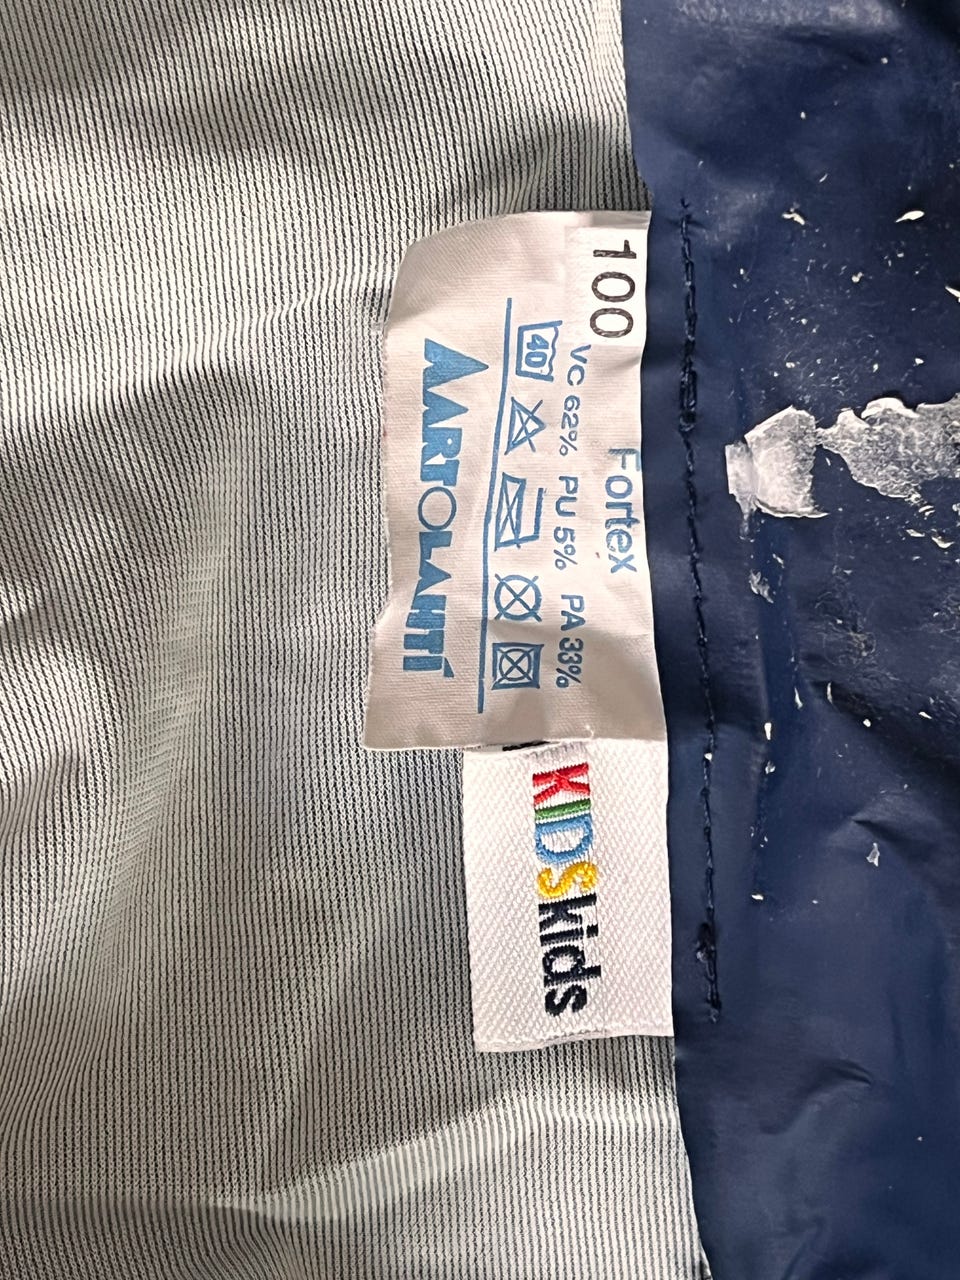 100
Fortex
VC 62% PU 5% PA 33%
40
AARTOLAHTI
KIDSkids